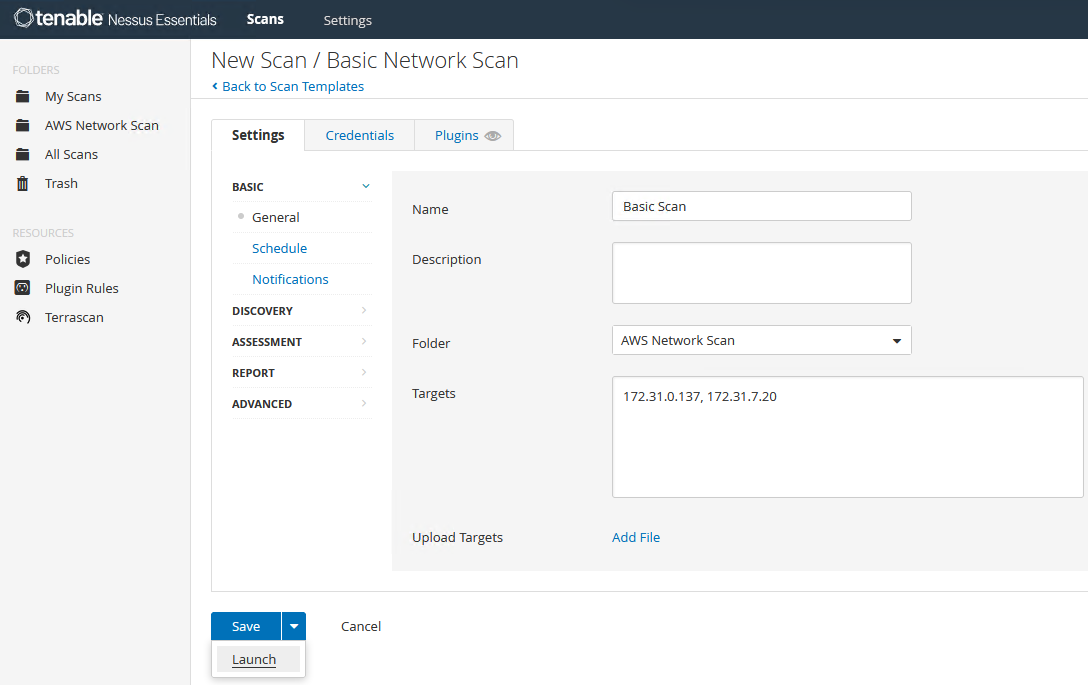 tenable Nessus Essentials Scans Settings
FOLDERS
My Scans
AWS Network Scan
All Scans
Trash
RESOURCES
Policies
Plugin Rules
Terrascan
New Scan / Basic Network Scan
Back to Scan Templates
Settings Credentials Plugins
BASIC
General
Schedule
Notifications
DISCOVERY
ASSESSMENT
REPORT
ADVANCED
Name Basic Scan
Description
Folder AWS Network Scan
Targets 172.31.0.137, 172.31.7.20
Upload Targets Add File
Save Cancel
Launch